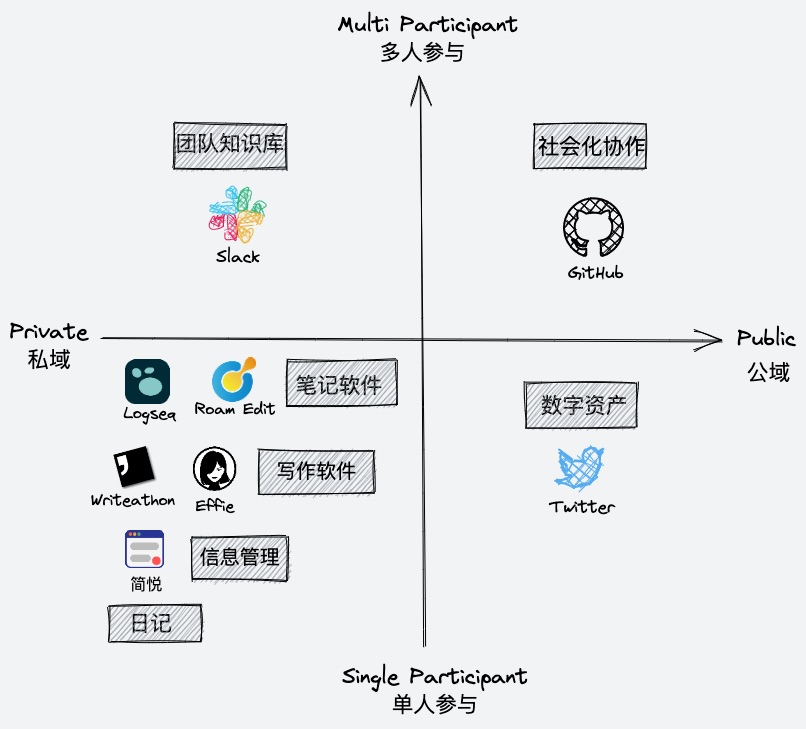 Multi Participant
多人参与
团队知识库
社会化协作
Slack
GitHub
Private
私域
Public
公域
Logseq
Roam Edit
笔记软件
数字资产
Writeathon
Effie
写作软件
Twitter
简悦
信息管理
日记
Single Participant
单人参与